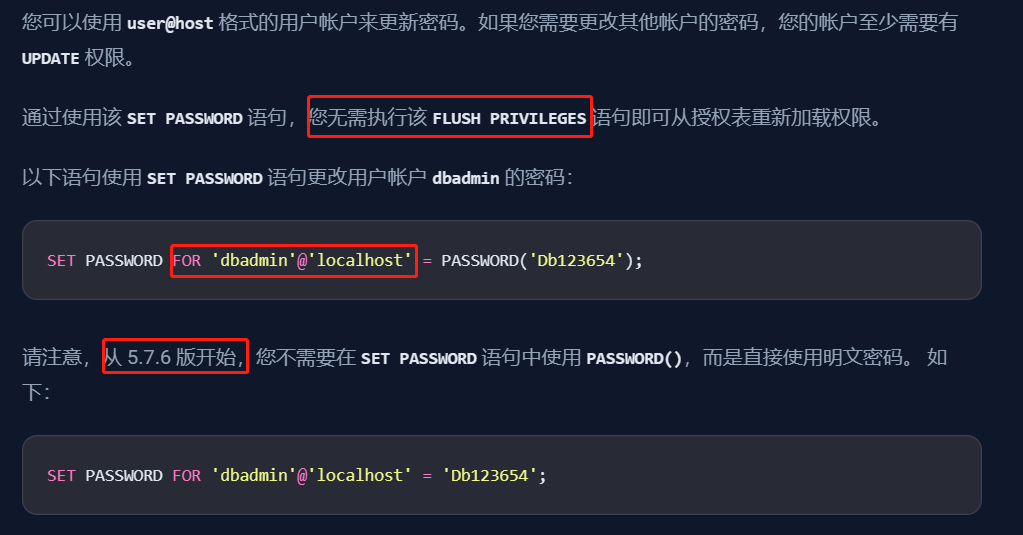 您可以使用 user@host 格式的用户帐户来更新密码。如果您需要更改其他帐户的密码，您的帐户至少需要有
UPDATE 权限。
通过使用该 SET PASSWORD 语句，您无需执行该 FLUSH PRIVILEGES 语句即可从授权表重新加载权限。
以下语句使用 SET PASSWORD 语句更改用户帐户 dbadmin 的密码：
SET PASSWORD FOR 'dbadmin'@'localhost' = PASSWORD('Db123654');
请注意，从 5.7.6 版开始，您不需要在 SET PASSWORD 语句中使用 PASSWORD()，而是直接使用明文密码。 如
下：
SET PASSWORD FOR 'dbadmin'@'localhost' = 'Db123654';